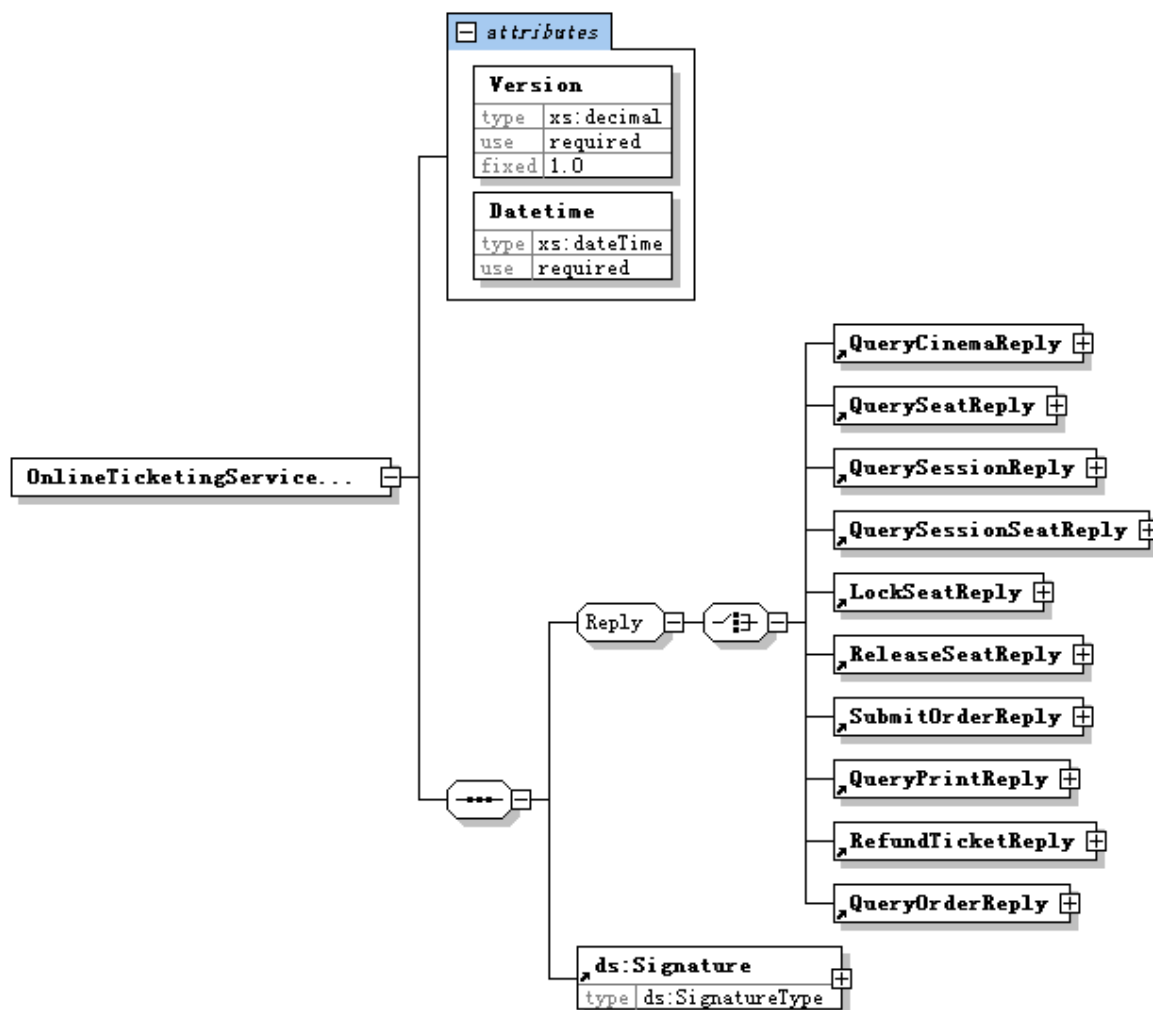 attributes
Version
type xs:decimal
use required
fixed 1.0
Datetime
type xs:dateTime
use required
OnlineTicketingService...
Reply
QueryCinemaReply
QuerySeatReply
QuerySessionReply
QuerySessionSeatReply
LockSeatReply
ReleaseSeatReply
SubmitOrderReply
QueryPrintReply
RefundTicketReply
QueryOrderReply
ds:Signature
type ds:SignatureType